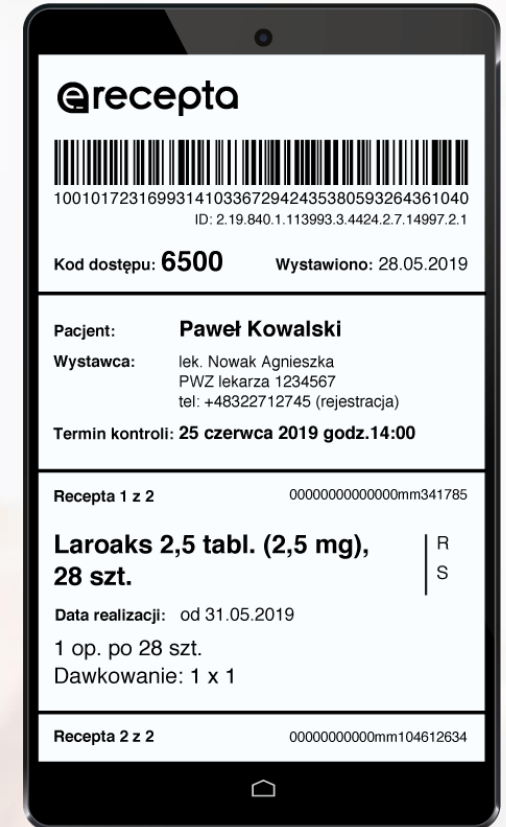 erecepta
10010172316993141033672942435380593264361040
ID: 2.19.840.1.113993.3.4424.2.7.14997.2.1
Kod dostępu: 6500 Wystawiono: 28.05.2019
Pacjent: Paweł Kowalski
Wystawca: lek. Nowak Agnieszka
PWZ lekarza 1234567
tel: +48322712745 (rejestracja)
Termin kontroli: 25 czerwca 2019 godz.14:00
Recepta 1 z 2 00000000000000mm341785
Laroaks 2,5 tabl. (2,5 mg), R
28 szt. S
Data realizacji: od 31.05.2019
1 op. po 28 szt.
Dawkowanie: 1 x 1
Recepta 2 z 2 00000000000mm104612634